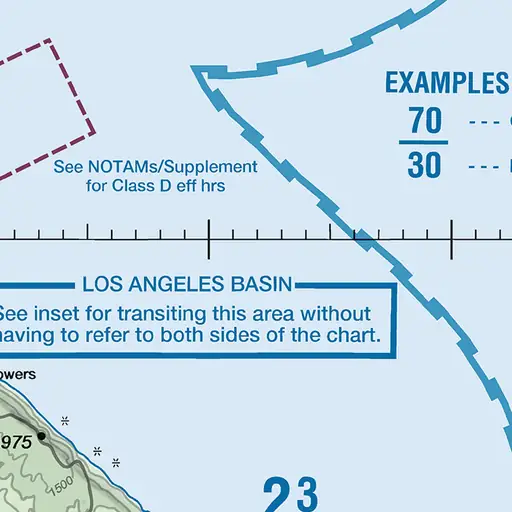 EXAMPLES
70
30
See NOTAMs/Supplement
for Class D eff hrs
LOS ANGELES BASIN
See inset for transiting this area without
having to refer to both sides of the chart.
975
1500
23